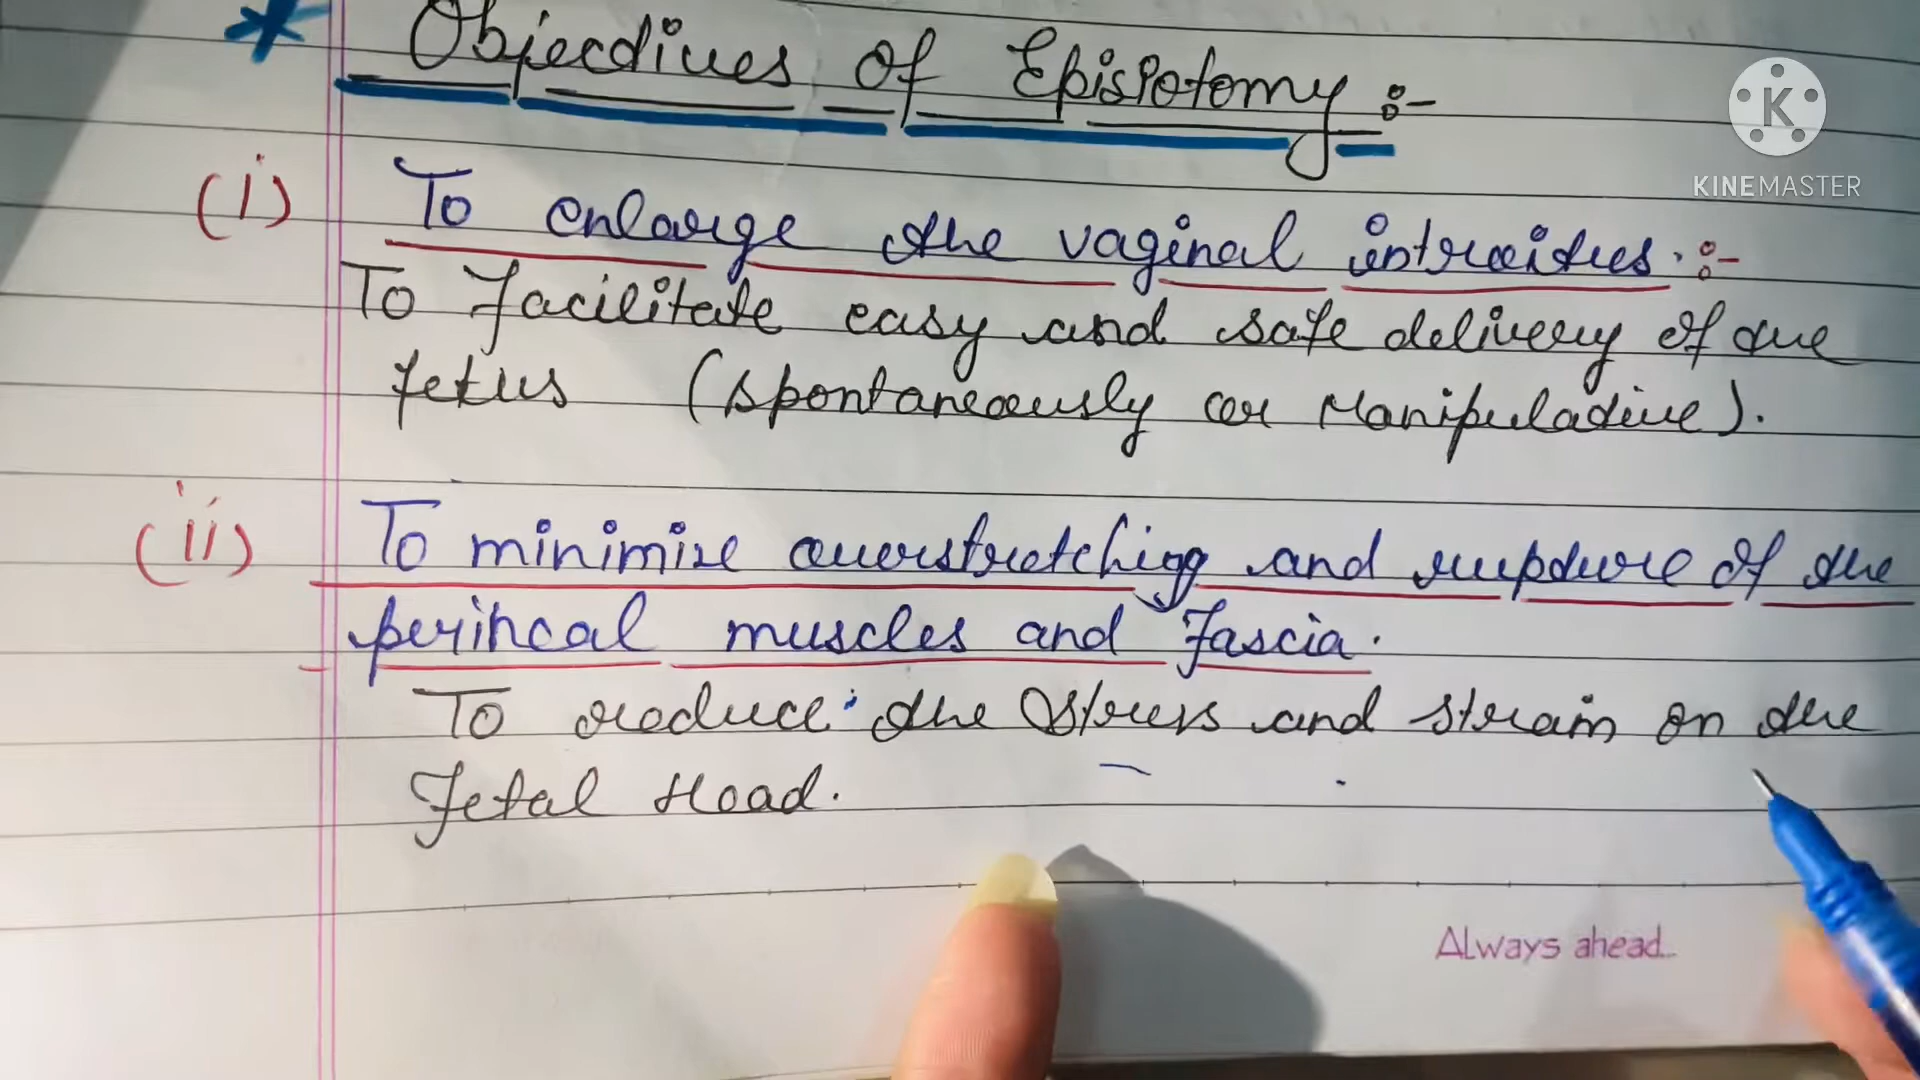 * Objectives of Episiotomy :-
(i) To enlarge the vaginal introitus. :-
To facilitate easy and safe delivery of the
fetus (spontaneously or Manipulative).
(ii) To minimize overstretching and rupture of the
perineal muscles and fascia.
To reduce the stress and strain on the
Fetal Head.
Always ahead...
K
KINEMASTER